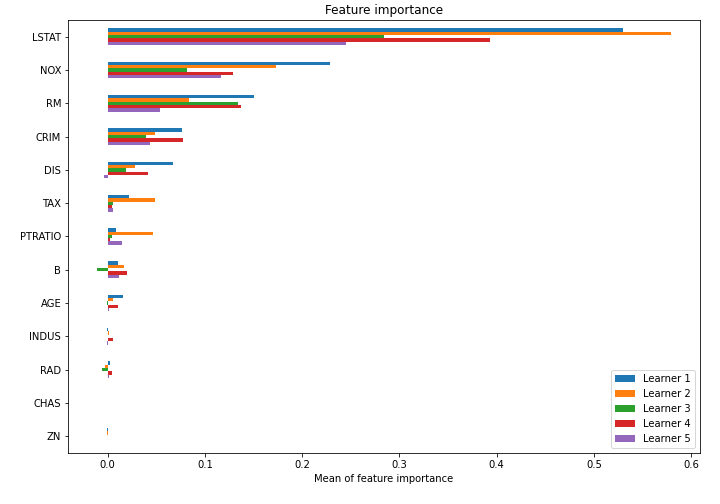 Feature importance
LSTAT
NOX
RM
CRIM
DIS
TAX
PTRATIO
B
AGE
INDUS
RAD
CHAS
ZN
Learner 1
Learner 2
Learner 3
Learner 4
Learner 5
0.0 0.1 0.2 0.3 0.4 0.5 0.6
Mean of feature importance